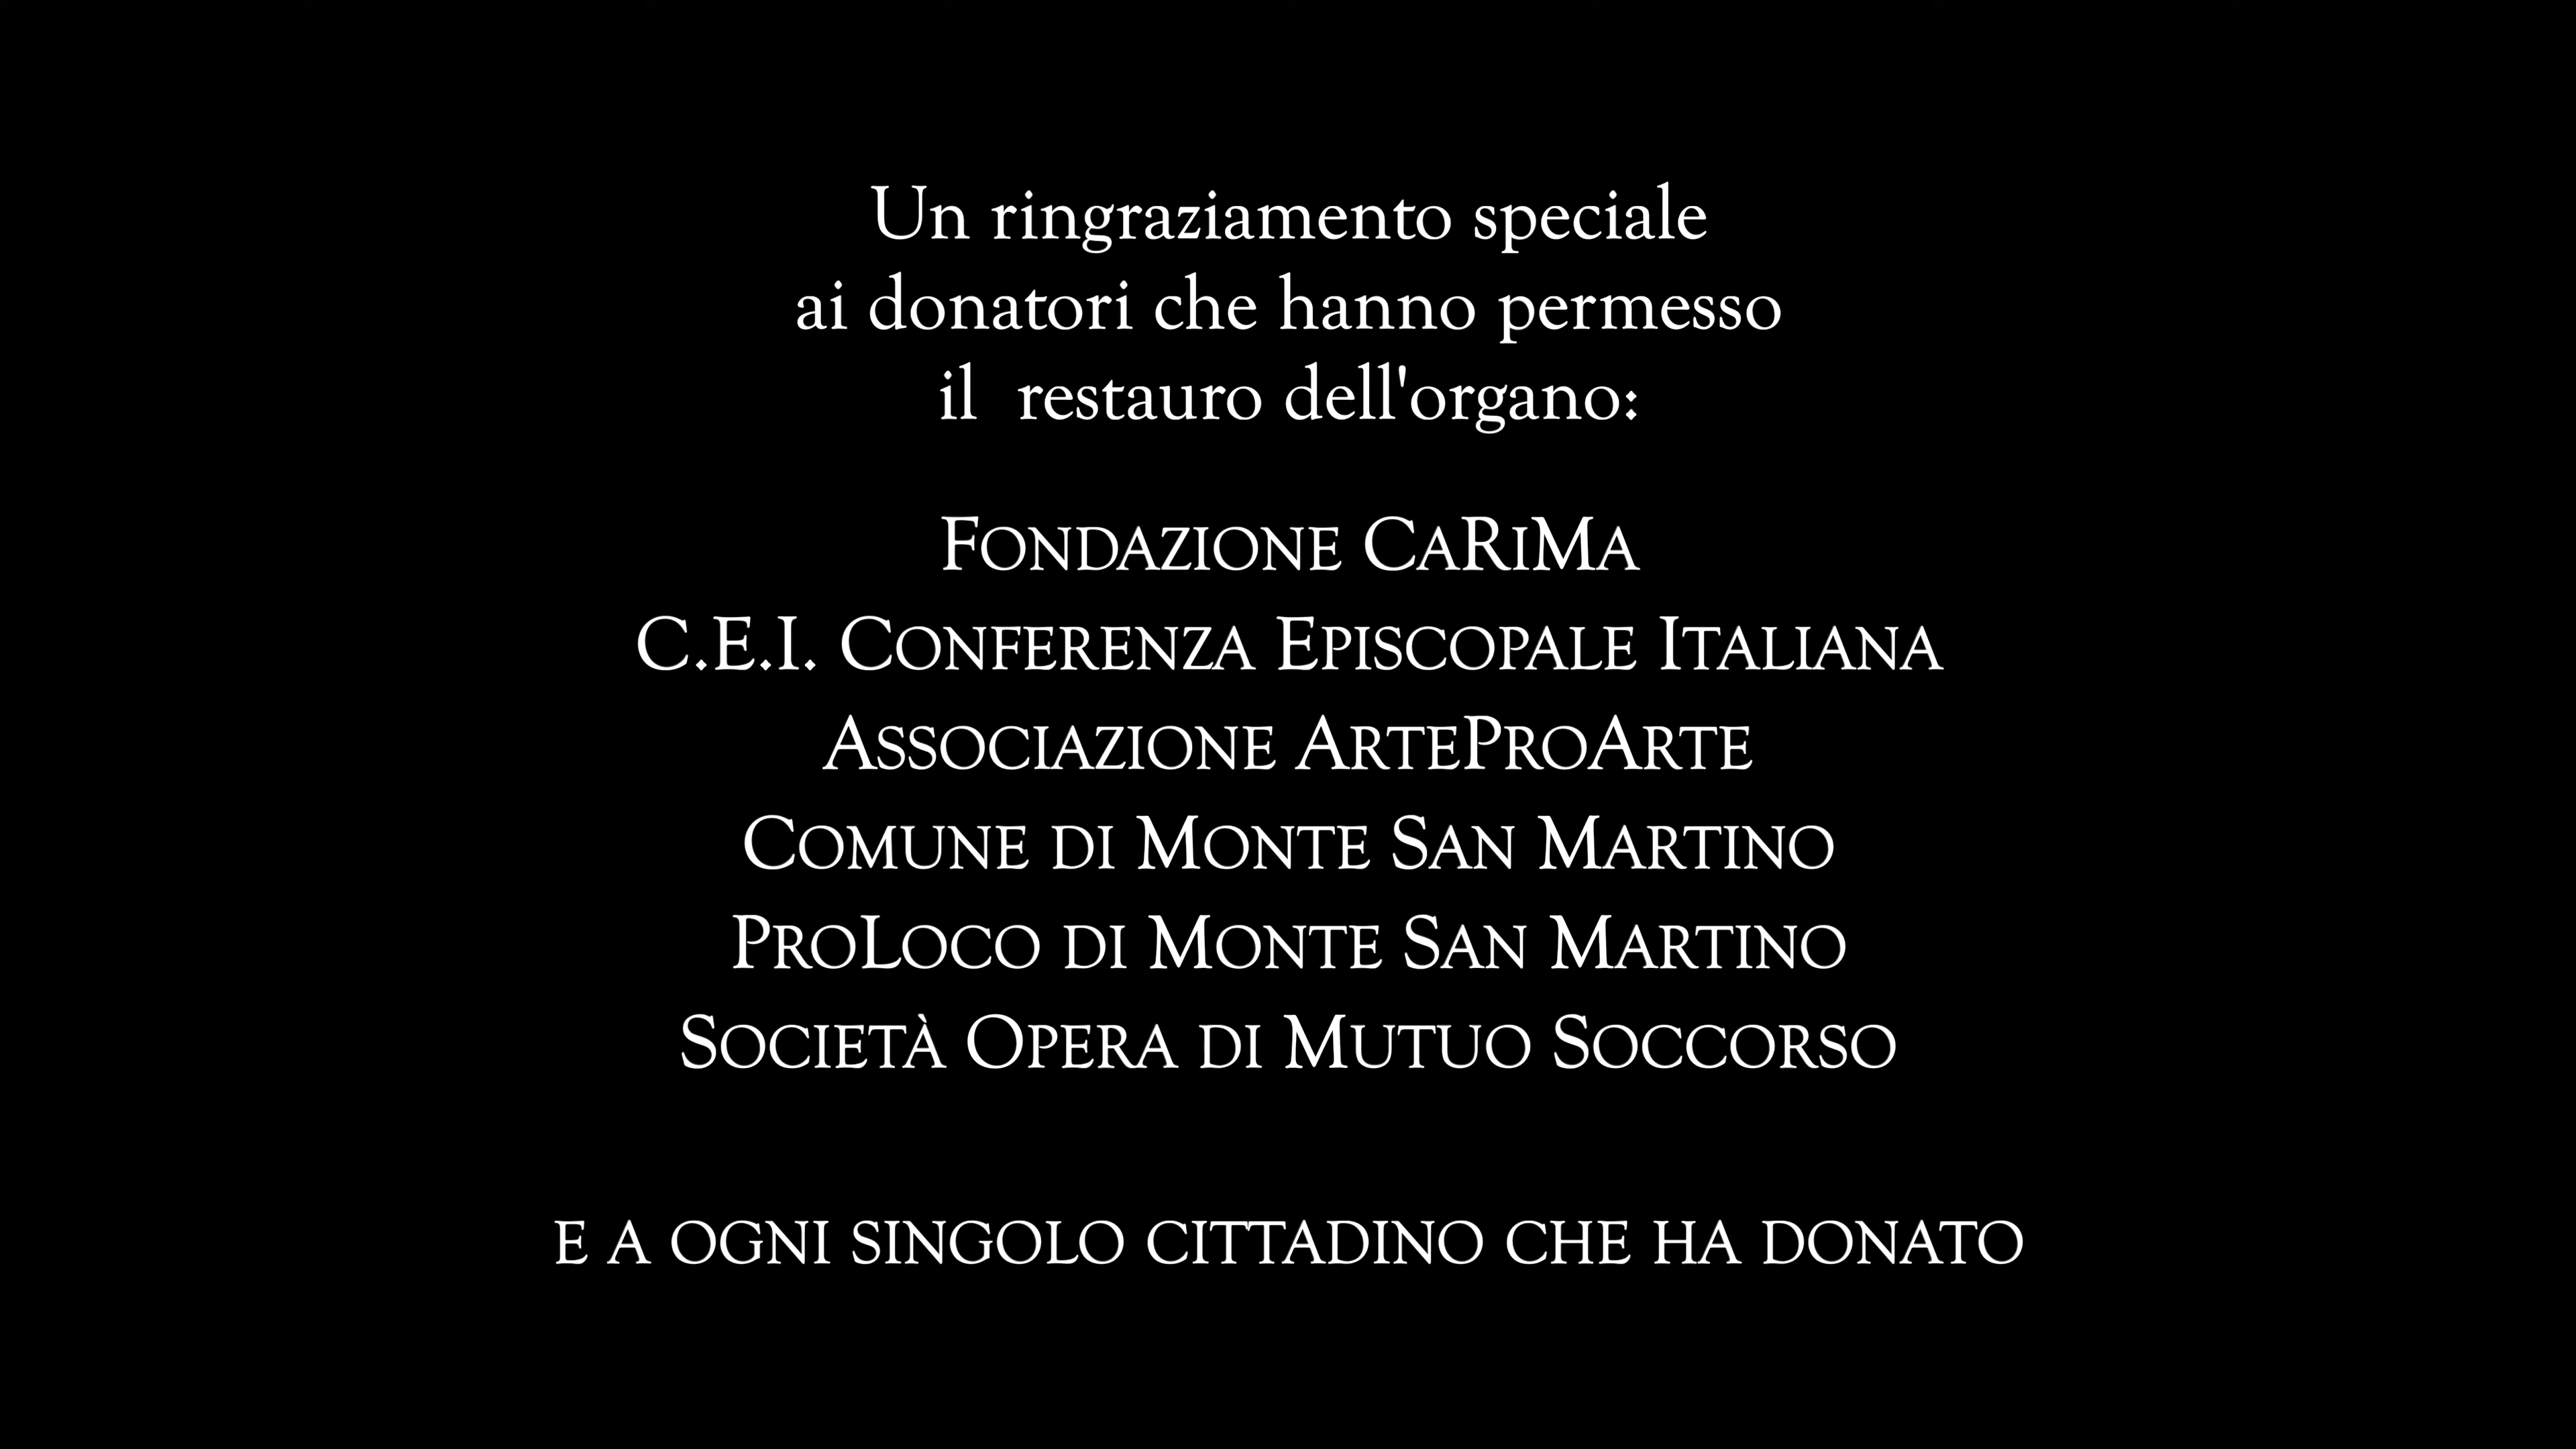 Un ringraziamento speciale
ai donatori che hanno permesso
il  restauro dell'organo:
FONDAZIONE CARIMA
C.E.I. CONFERENZA EPISCOPALE ITALIANA
ASSOCIAZIONE ARTEPROARTE
COMUNE DI MONTE SAN MARTINO
PROLOCO DI MONTE SAN MARTINO
SOCIETÀ OPERA DI MUTUO SOCCORSO
E A OGNI SINGOLO CITTADINO CHE HA DONATO